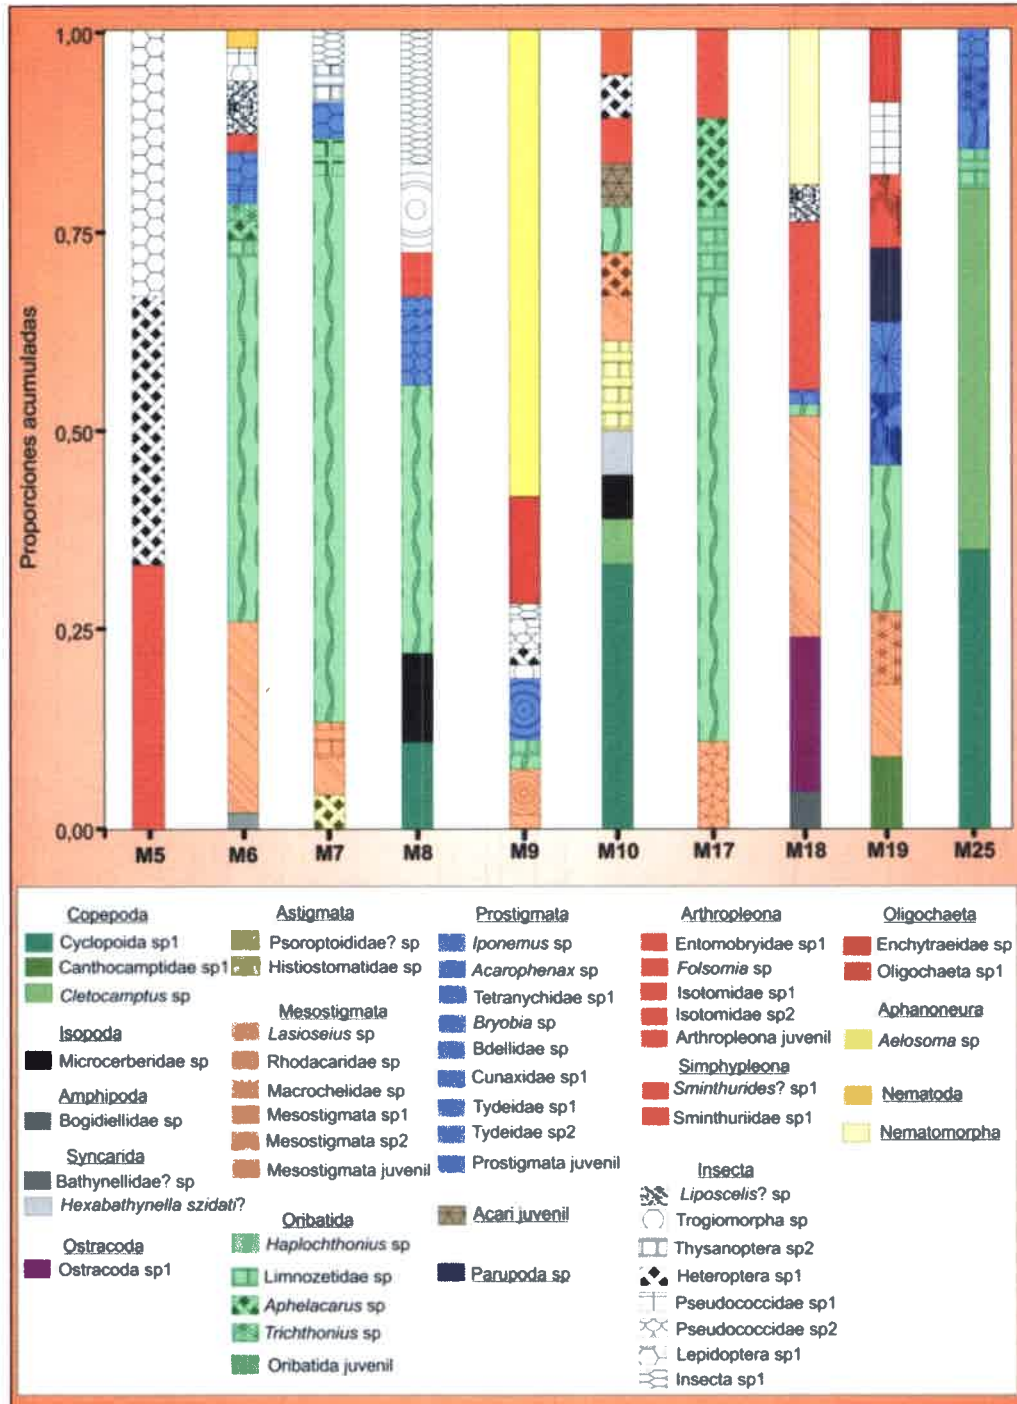 Proporciones acumuladas
1,00
0,75
0,50
0,25
0,00
M5 M6 M7 M8 M9 M10 M17 M18 M19 M25
Copepoda
Cyclopoida sp1
Canthocamptidae sp1
Cletocamptus sp
Isopoda
Microcerberidae sp
Amphipoda
Bogidiellidae sp
Syncarida
Bathynellidae? sp
Hexabathynella szidati?
Ostracoda
Ostracoda sp1
Astigmata
Psoroptoididae? sp
Histiostomatidae sp
Mesostigmata
Lasioseius sp
Rhodacaridae sp
Macrochelidae sp
Mesostigmata sp1
Mesostigmata sp2
Mesostigmata juvenil
Oribatida
Haplochthonius sp
Limnozetidae sp
Aphelacarus sp
Trichthonius sp
Oribatida juvenil
Prostigmata
Iponemus sp
Acarophenax sp
Tetranychidae sp1
Bryobia sp
Bdellidae sp
Cunaxidae sp1
Tydeidae sp1
Tydeidae sp2
Prostigmata juvenil
Acari juvenil
Parupoda sp
Arthropleona
Entomobryidae sp1
Folsomia sp
Isotomidae sp1
Isotomidae sp2
Arthropleona juvenil
Simphypleona
Sminthurides? sp1
Sminthuriidae sp1
Insecta
Liposcelis? sp
Trogiomorpha sp
Thysanoptera sp2
Heteroptera sp1
Pseudococcidae sp1
Pseudococcidae sp2
Lepidoptera sp1
Insecta sp1
Oligochaeta
Enchytraeidae sp
Oligochaeta sp1
Aphanoneura
Aelosoma sp
Nematoda
Nematomorpha